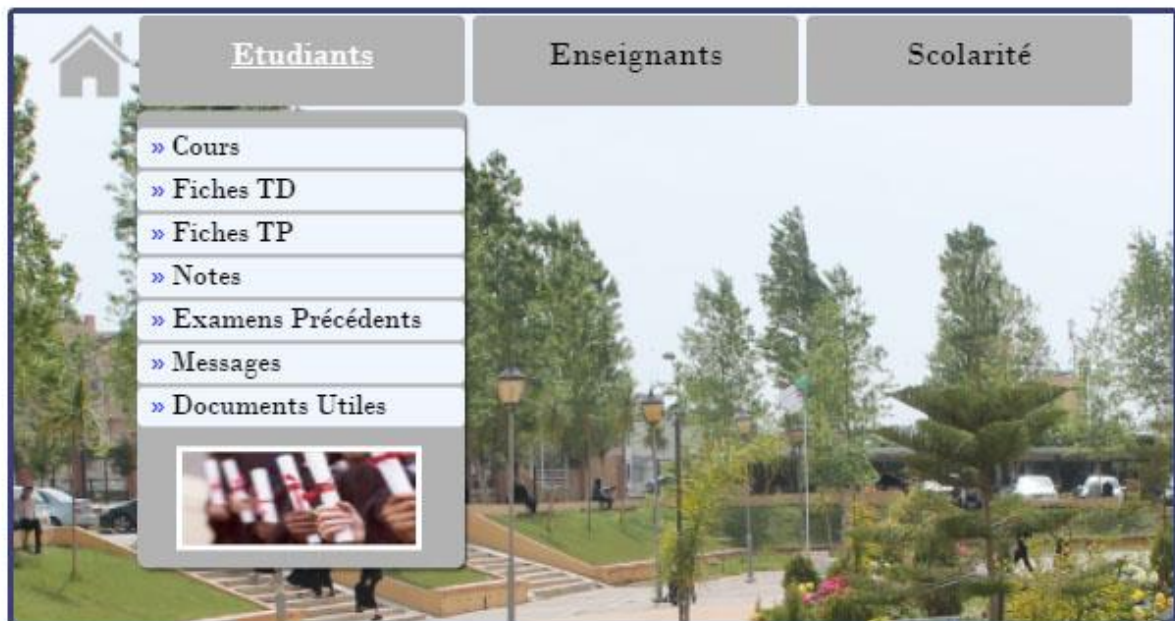 Etudiants
Enseignants
Scolarité
» Cours
» Fiches TD
» Fiches TP
» Notes
» Examens Précédents
» Messages
» Documents Utiles